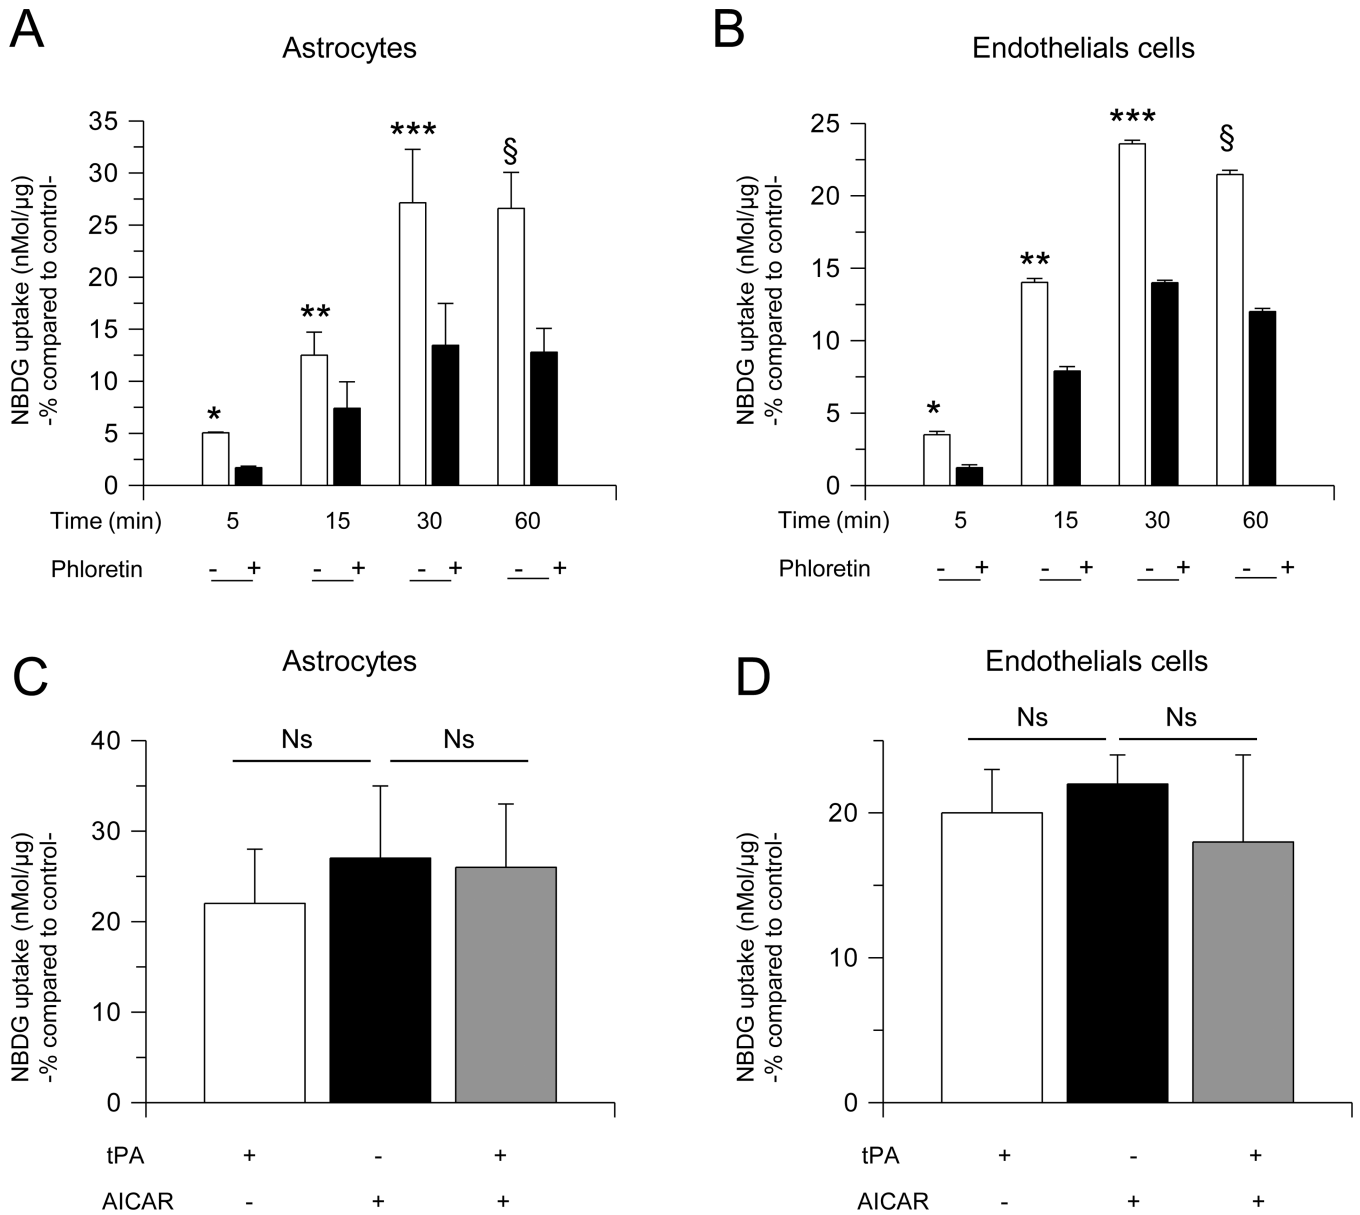 A
Astrocytes
NBDG uptake (nMol/µg)
-% compared to control-
35
30
25
20
15
10
5
0
*
**
***
§
Time (min) 5 15 30 60
Phloretin - + - + - + - +
B
Endothelials cells
NBDG uptake (nMol/µg)
-% compared to control-
25
20
15
10
5
0
*
**
***
§
Time (min) 5 15 30 60
Phloretin - + - + - + - +
C
Astrocytes
NBDG uptake (nMol/µg)
-% compared to control-
40
30
20
10
0
Ns Ns
tPA + - +
AICAR - + +
D
Endothelials cells
NBDG uptake (nMol/µg)
-% compared to control-
20
10
0
Ns Ns
tPA + - +
AICAR - + +